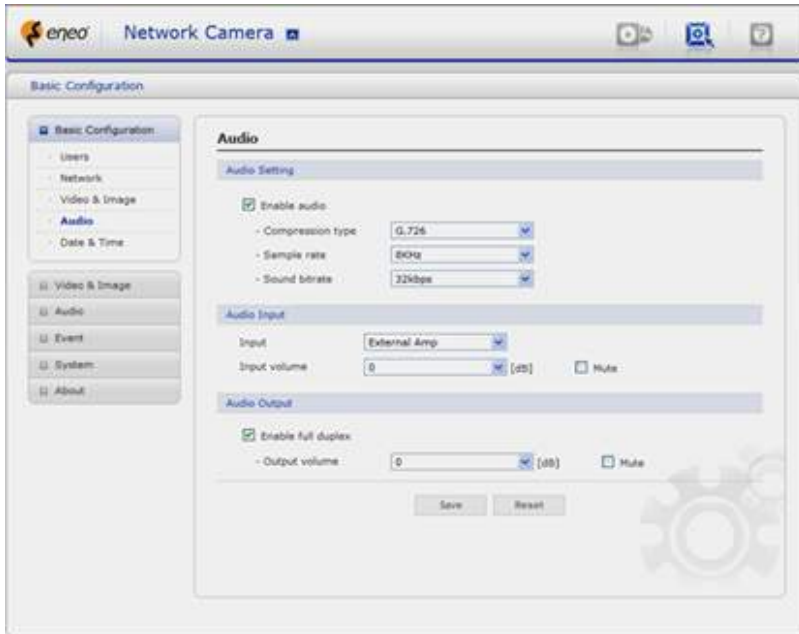 eneo
Network Camera
Basic Configuration
Basic Configuration
Users
Network
Video & Image
Audio
Date & Time
Video & Image
Audio
Event
System
About
Audio
Audio Setting
Enable audio
- Compression type G.726
- Sample rate 8KHz
- Sound bitrate 32kbps
Audio Input
Input External Amp
Input volume 0 [dB] Mute
Audio Output
Enable full duplex
- Output volume 0 [dB] Mute
Save Reset